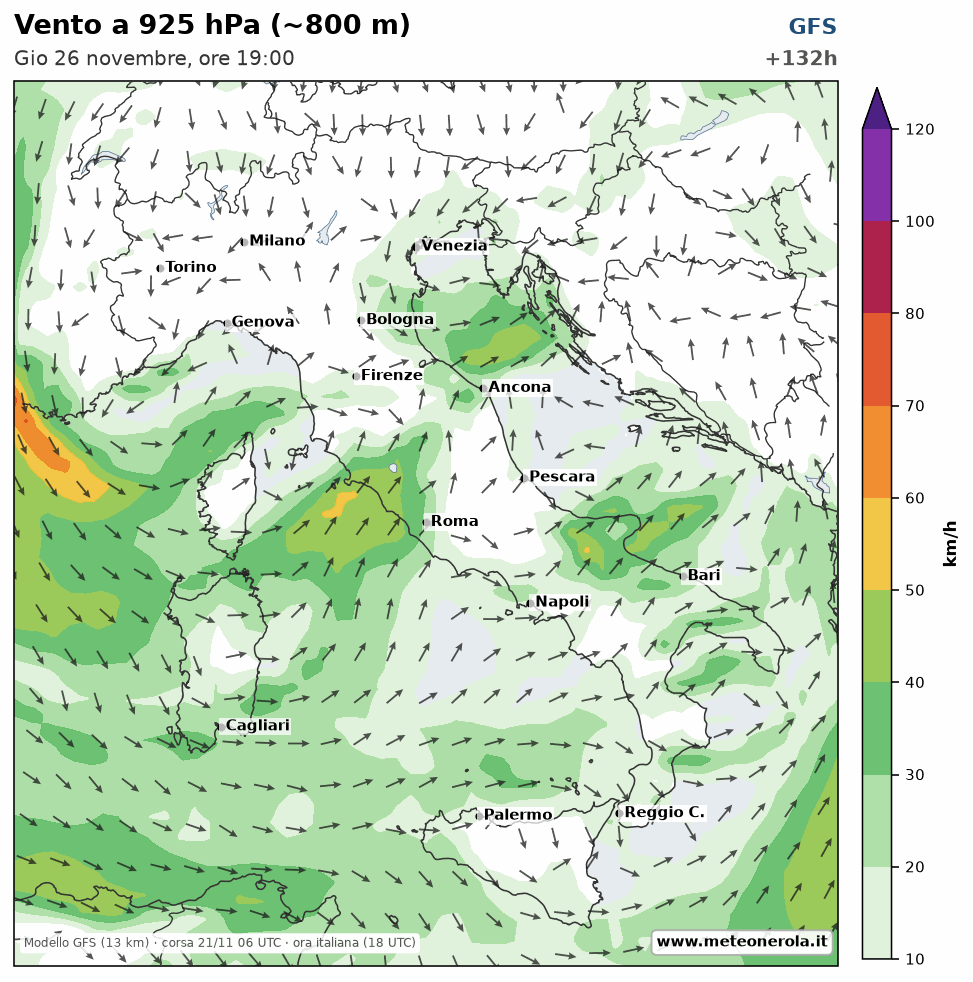 Vento a 925 hPa (~800 m)
GFS
Gio 26 novembre, ore 19:00
+132h
120
100
80
70
60
50
40
30
20
10
km/h
Milano
Venezia
Torino
Genova
Bologna
Firenze
Ancona
Pescara
Roma
Bari
Napoli
Cagliari
Palermo
Reggio C.
Modello GFS (13 km) · corsa 21/11 06 UTC · ora italiana (18 UTC)
www.meteonerola.it